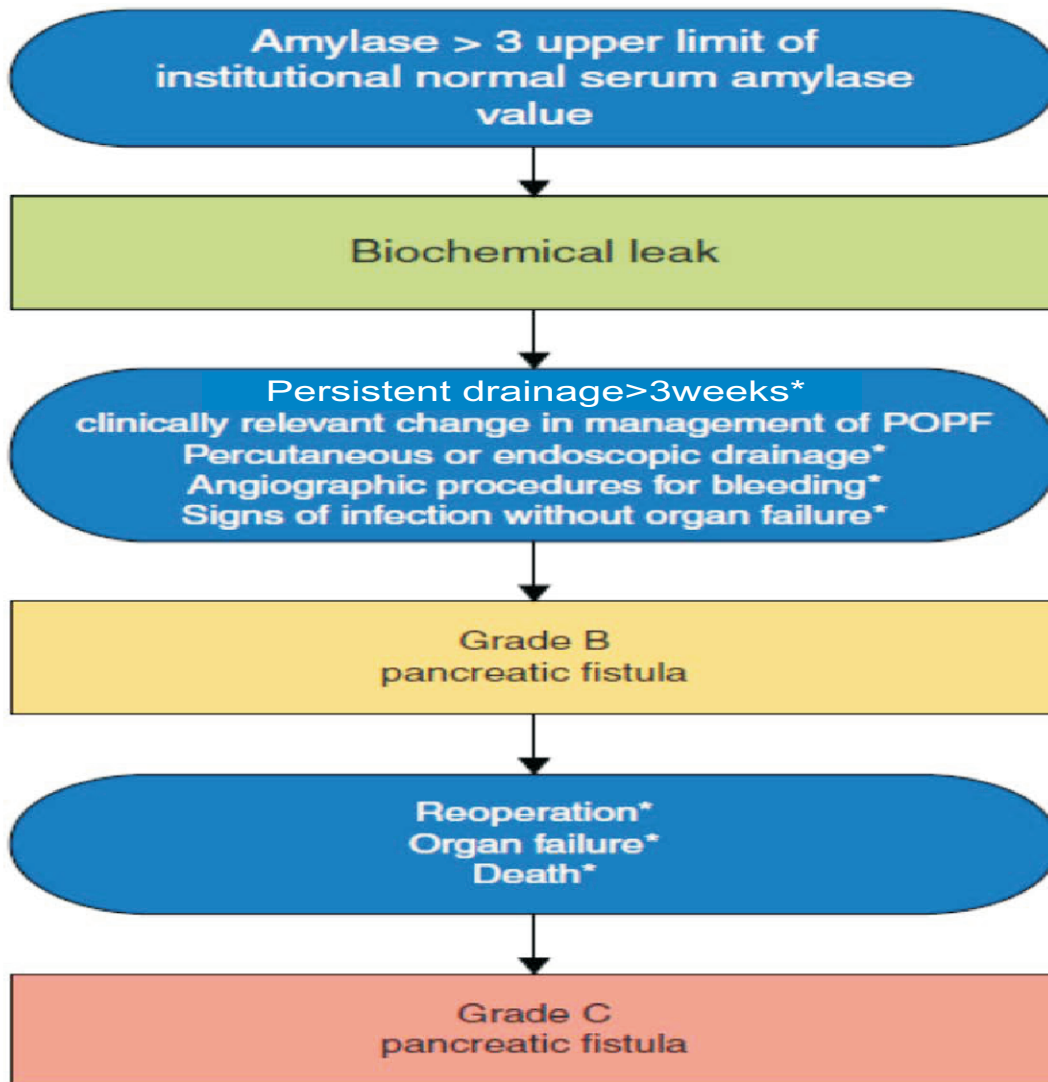 Amylase > 3 upper limit of
institutional normal serum amylase
value
Biochemical leak
Persistent drainage>3weeks*
clinically relevant change in management of POPF
Percutaneous or endoscopic drainage*
Angiographic procedures for bleeding*
Signs of infection without organ failure*
Grade B
pancreatic fistula
Reoperation*
Organ failure*
Death*
Grade C
pancreatic fistula